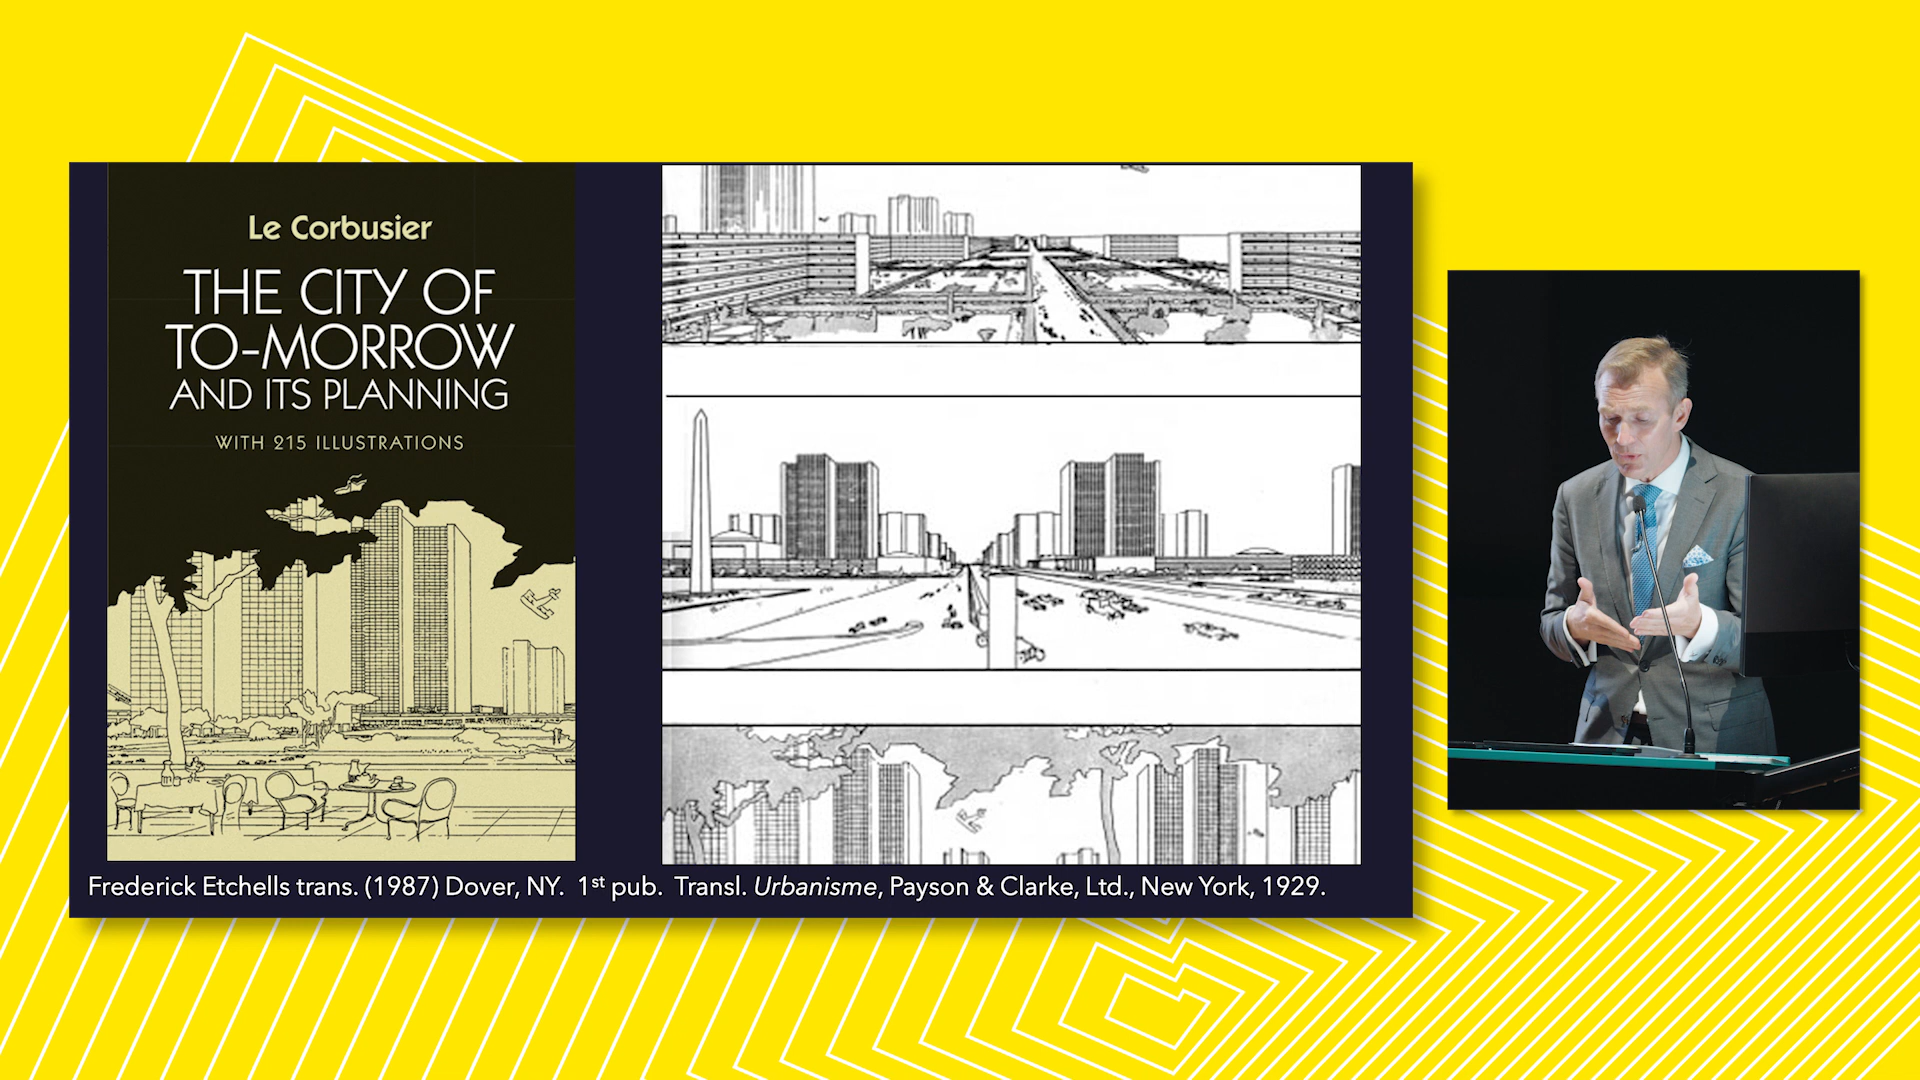 Le Corbusier
THE CITY OF
TO-MORROW
AND ITS PLANNING
WITH 215 ILLUSTRATIONS
Frederick Etchells trans. (1987) Dover, NY. 1st pub. Transl. Urbanisme, Payson & Clarke, Ltd., New York, 1929.